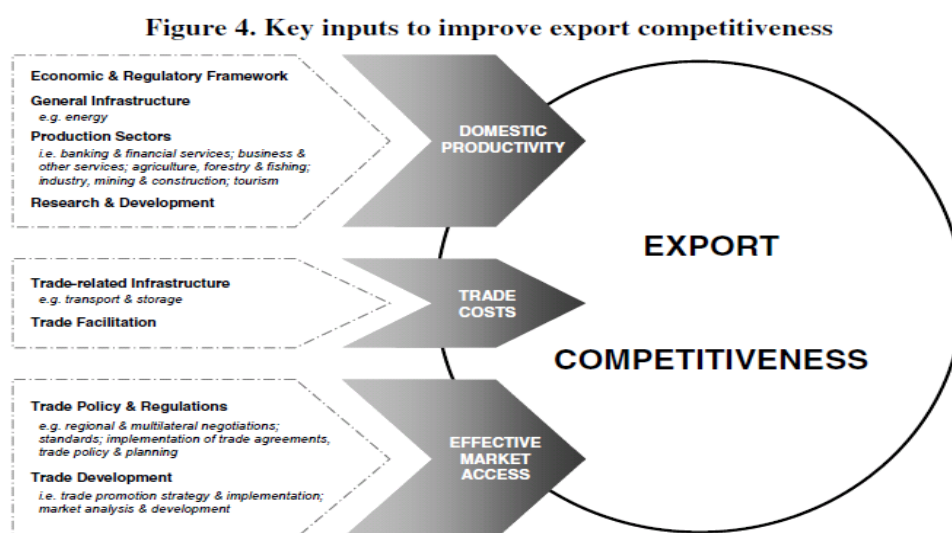 Figure 4. Key inputs to improve export competitiveness
Economic & Regulatory Framework
General Infrastructure
e.g. energy
Production Sectors
i.e. banking & financial services; business &
other services; agriculture, forestry & fishing;
industry, mining & construction; tourism
Research & Development
DOMESTIC
PRODUCTIVITY
Trade-related Infrastructure
e.g. transport & storage
Trade Facilitation
TRADE
COSTS
Trade Policy & Regulations
e.g. regional & multilateral negotiations;
standards; implementation of trade agreements,
trade policy & planning
Trade Development
i.e. trade promotion strategy & implementation;
market analysis & development
EFFECTIVE
MARKET
ACCESS
EXPORT
COMPETITIVENESS